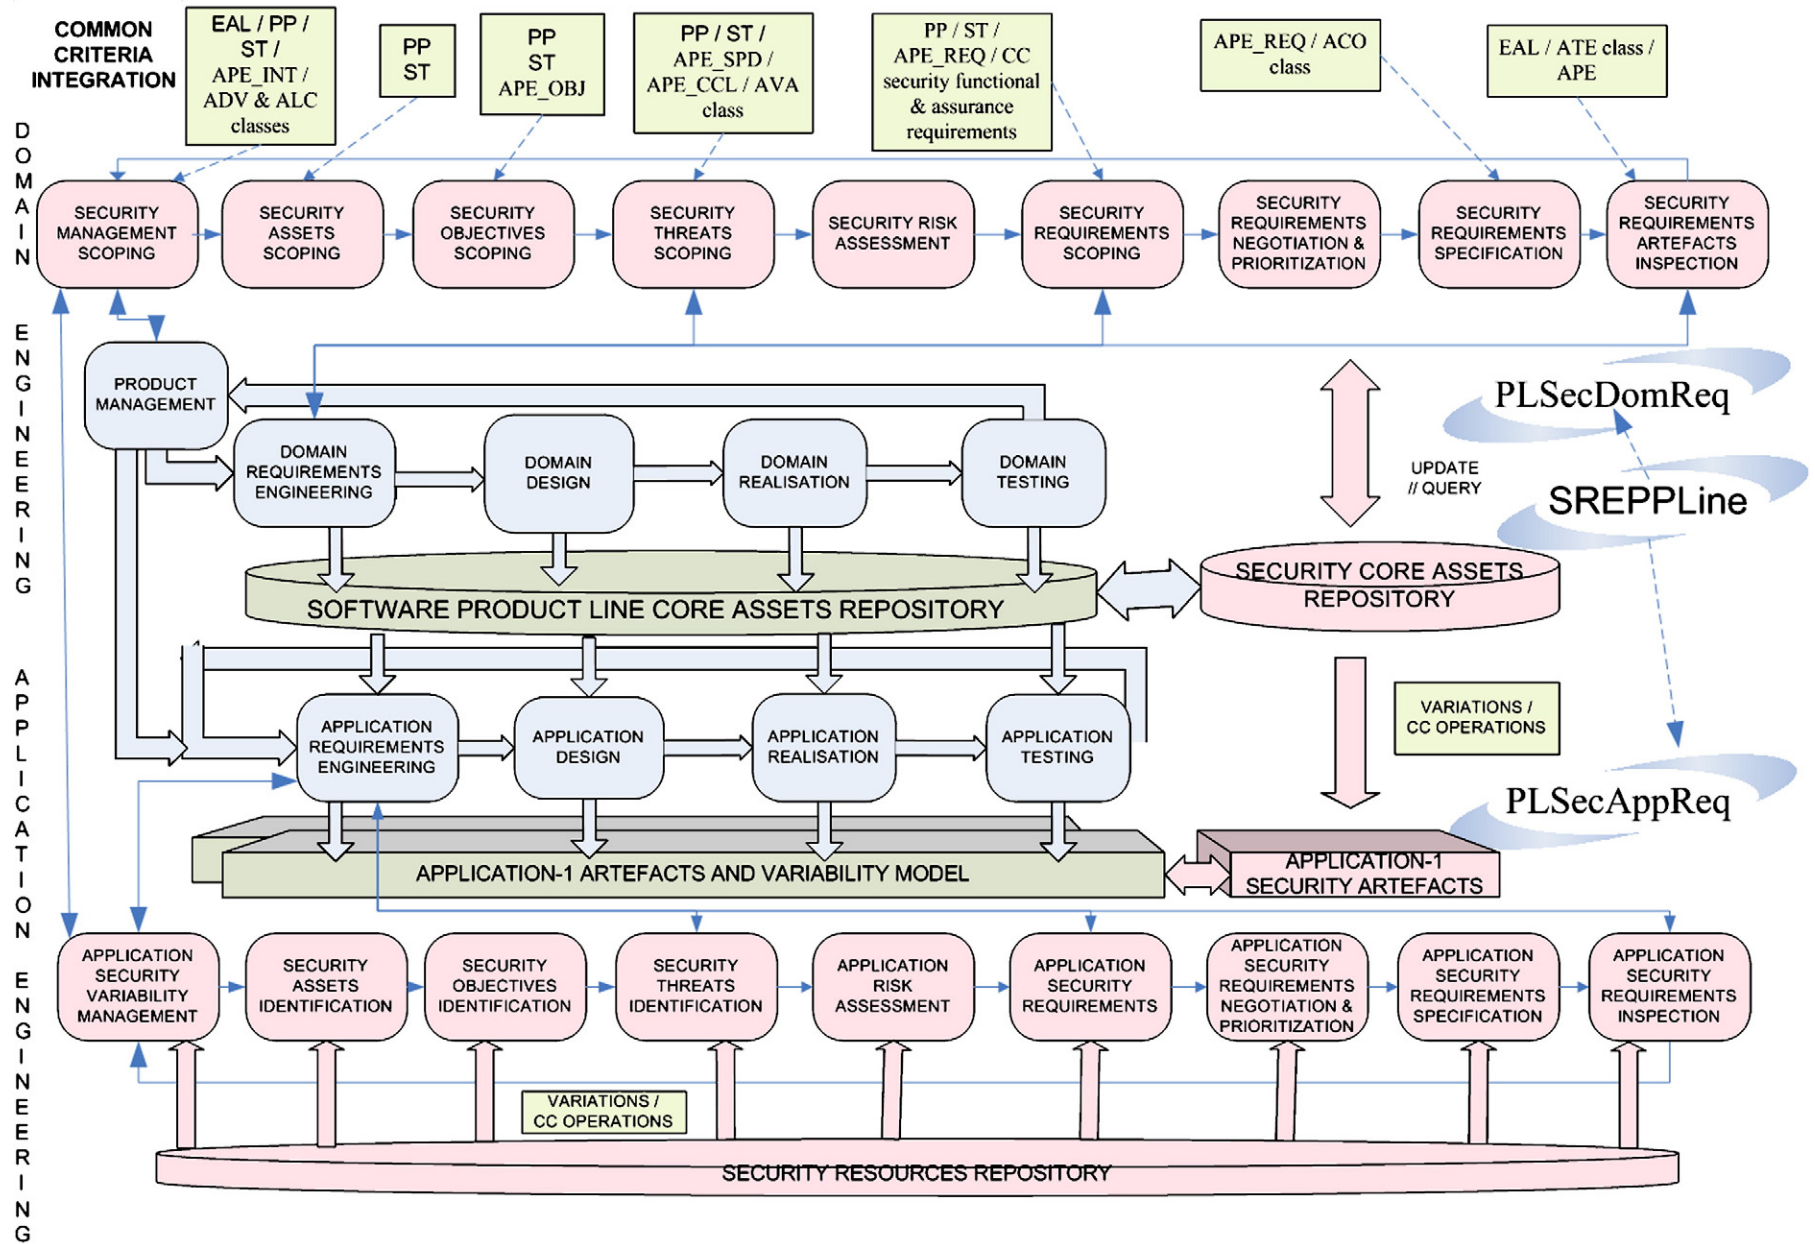 COMMON
CRITERIA
INTEGRATION
EAL / PP /
ST /
APE_INT /
ADV & ALC
classes
PP
ST
PP
ST
APE_OBJ
PP / ST /
APE_SPD /
APE_CCL / AVA
class
PP / ST /
APE_REQ / CC
security functional
& assurance
requirements
APE_REQ / ACO
class
EAL / ATE class /
APE
DOMAIN ENGINEERING
SECURITY
MANAGEMENT
SCOPING
SECURITY
ASSETS
SCOPING
SECURITY
OBJECTIVES
SCOPING
SECURITY
THREATS
SCOPING
SECURITY RISK
ASSESSMENT
SECURITY
REQUIREMENTS
SCOPING
SECURITY
REQUIREMENTS
NEGOTIATION &
PRIORITIZATION
SECURITY
REQUIREMENTS
SPECIFICATION
SECURITY
REQUIREMENTS
ARTEFACTS
INSPECTION
PRODUCT
MANAGEMENT
DOMAIN
REQUIREMENTS
ENGINEERING
DOMAIN
DESIGN
DOMAIN
REALISATION
DOMAIN
TESTING
UPDATE
// QUERY
PLSecDomReq
SREPPLine
SOFTWARE PRODUCT LINE CORE ASSETS REPOSITORY
SECURITY CORE ASSETS
REPOSITORY
APPLICATION ENGINEERING
APPLICATION
REQUIREMENTS
ENGINEERING
APPLICATION
DESIGN
APPLICATION
REALISATION
APPLICATION
TESTING
VARIATIONS /
CC OPERATIONS
PLSecAppReq
APPLICATION-1 ARTEFACTS AND VARIABILITY MODEL
APPLICATION-1
SECURITY ARTEFACTS
APPLICATION
SECURITY
VARIABILITY
MANAGEMENT
SECURITY
ASSETS
IDENTIFICATION
SECURITY
OBJECTIVES
IDENTIFICATION
SECURITY
THREATS
IDENTIFICATION
APPLICATION
RISK
ASSESSMENT
APPLICATION
SECURITY
REQUIREMENTS
APPLICATION
SECURITY
REQUIREMENTS
NEGOTIATION &
PRIORITIZATION
APPLICATION
SECURITY
REQUIREMENTS
SPECIFICATION
APPLICATION
SECURITY
REQUIREMENTS
INSPECTION
VARIATIONS /
CC OPERATIONS
SECURITY RESOURCES REPOSITORY